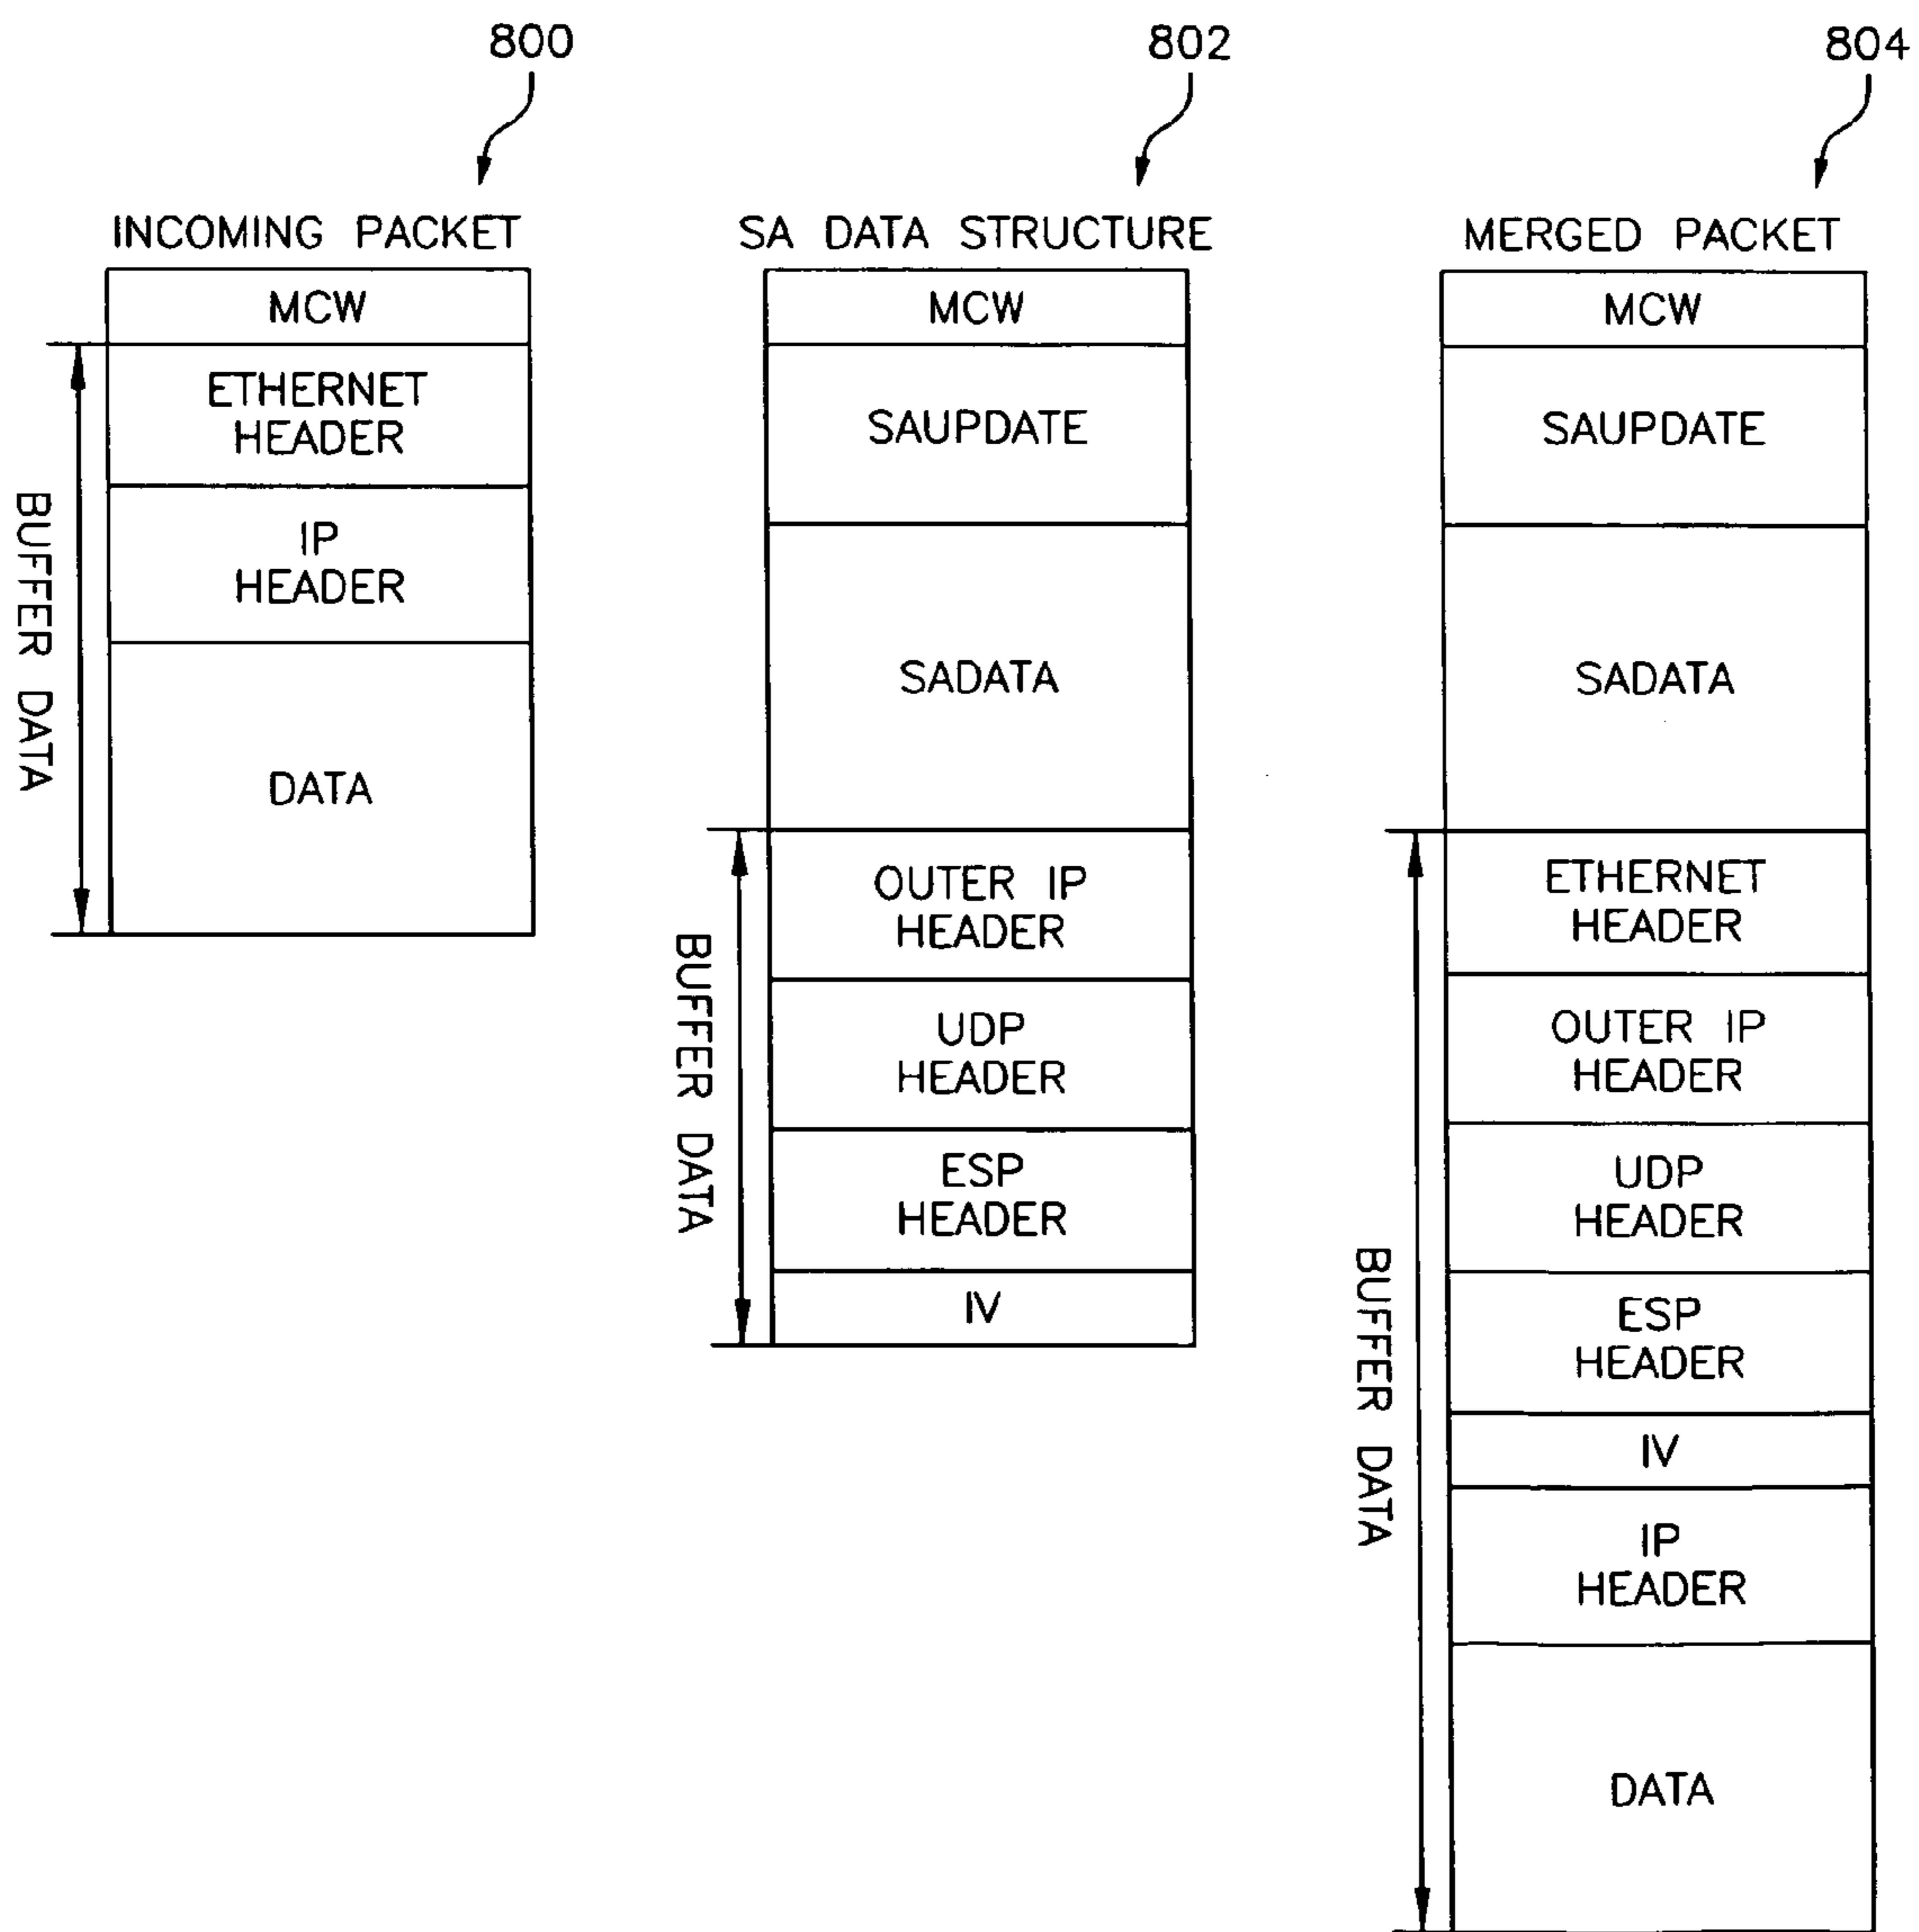 800
INCOMING PACKET
MCW
ETHERNET
HEADER
IP
HEADER
DATA
BUFFER DATA
802
SA DATA STRUCTURE
MCW
SAUPDATE
SADATA
OUTER IP
HEADER
UDP
HEADER
ESP
HEADER
IV
BUFFER DATA
804
MERGED PACKET
MCW
SAUPDATE
SADATA
ETHERNET
HEADER
OUTER IP
HEADER
UDP
HEADER
ESP
HEADER
IV
IP
HEADER
DATA
BUFFER DATA